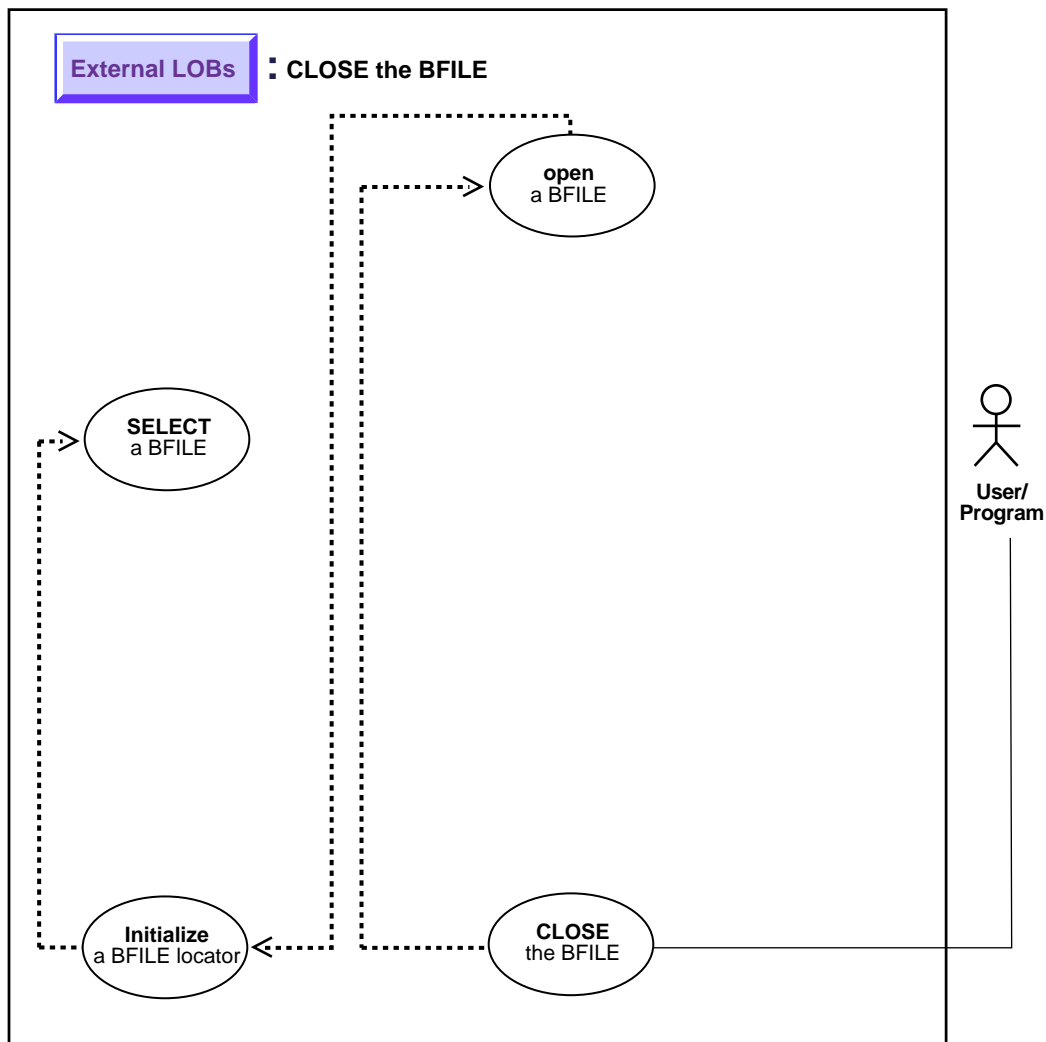 External LOBs : CLOSE the BFILE
open
a BFILE
SELECT
a BFILE
User/
Program
Initialize
a BFILE locator
CLOSE
the BFILE